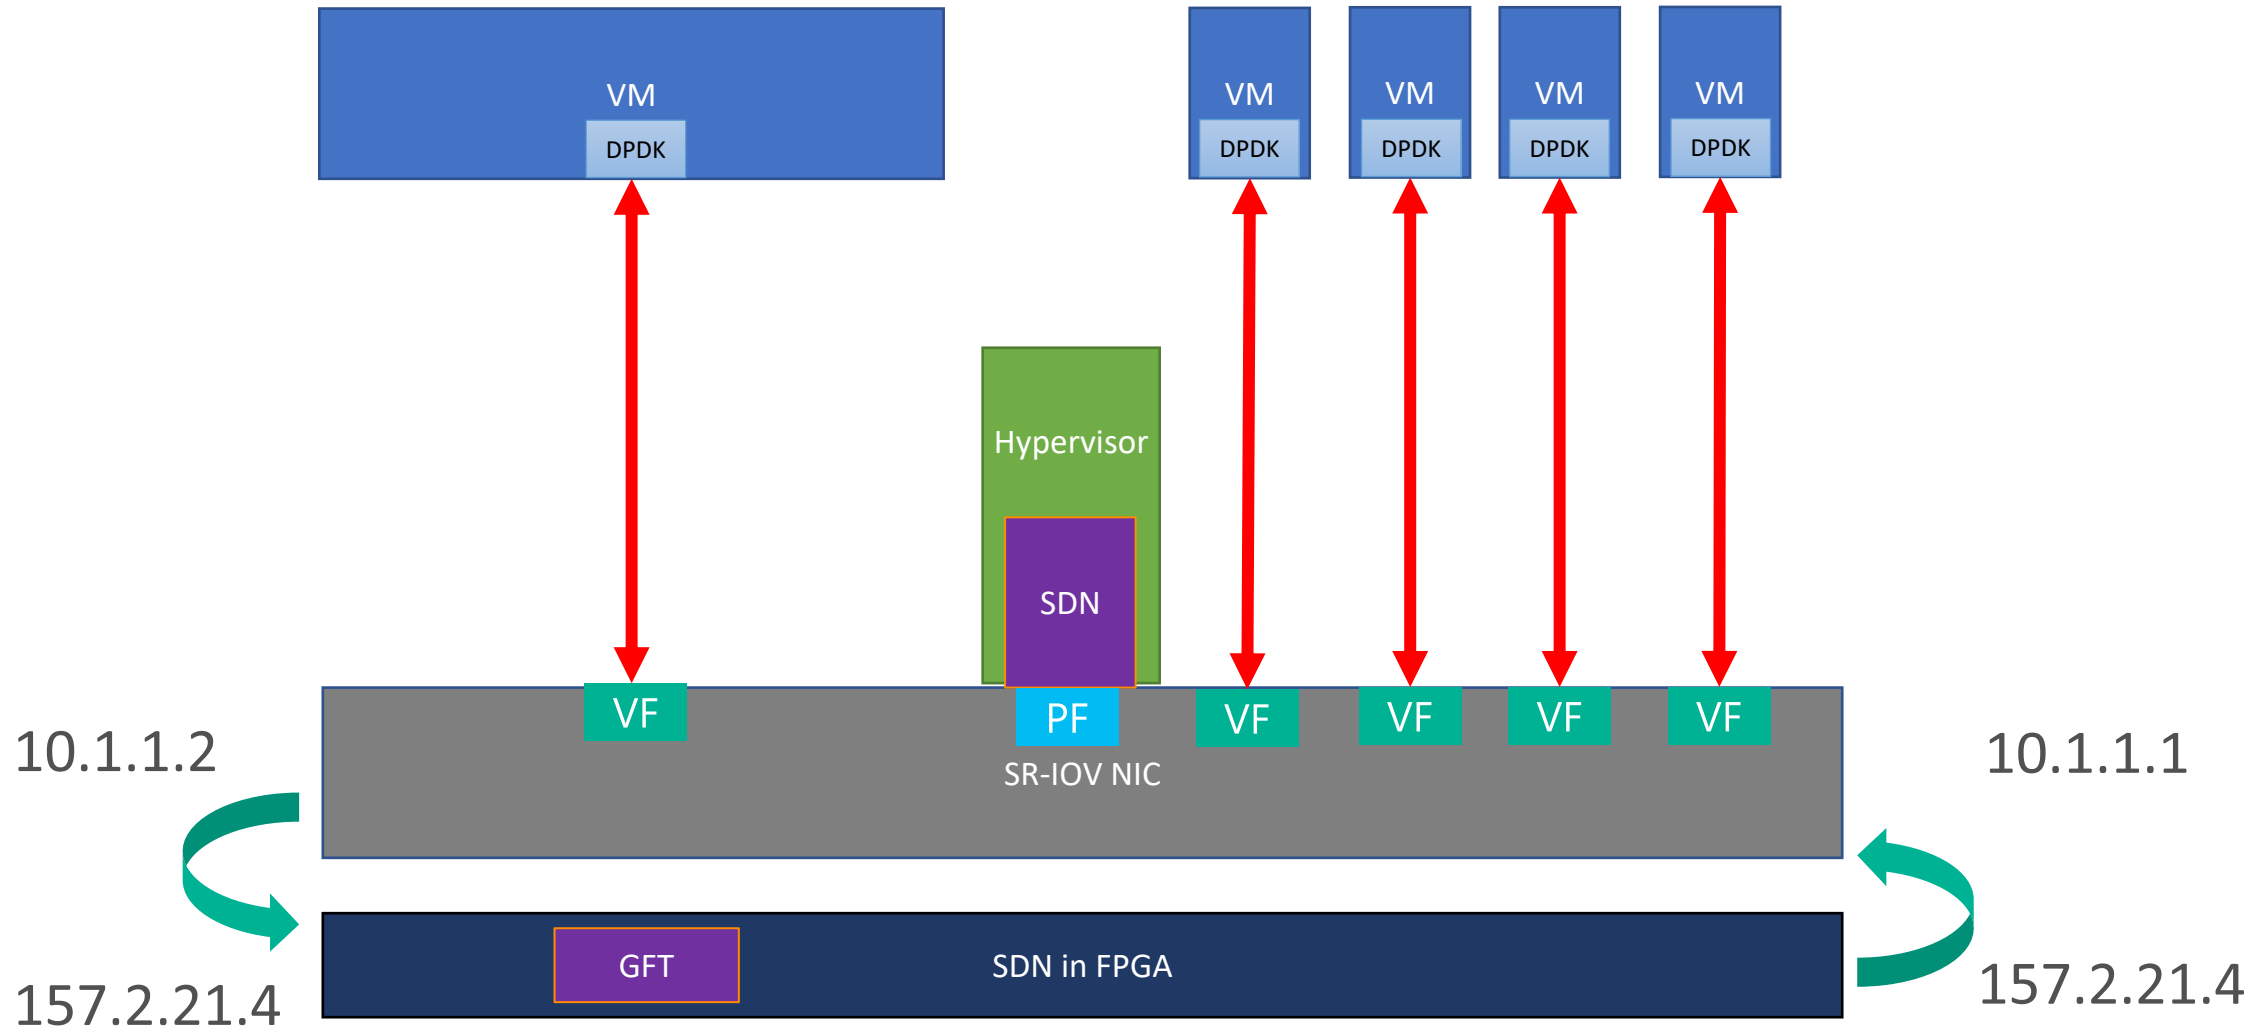 VM
DPDK
VM
DPDK
VM
DPDK
VM
DPDK
VM
DPDK
Hypervisor
SDN
VF
PF
VF
VF
VF
VF
SR-IOV NIC
10.1.1.2
10.1.1.1
GFT
SDN in FPGA
157.2.21.4
157.2.21.4